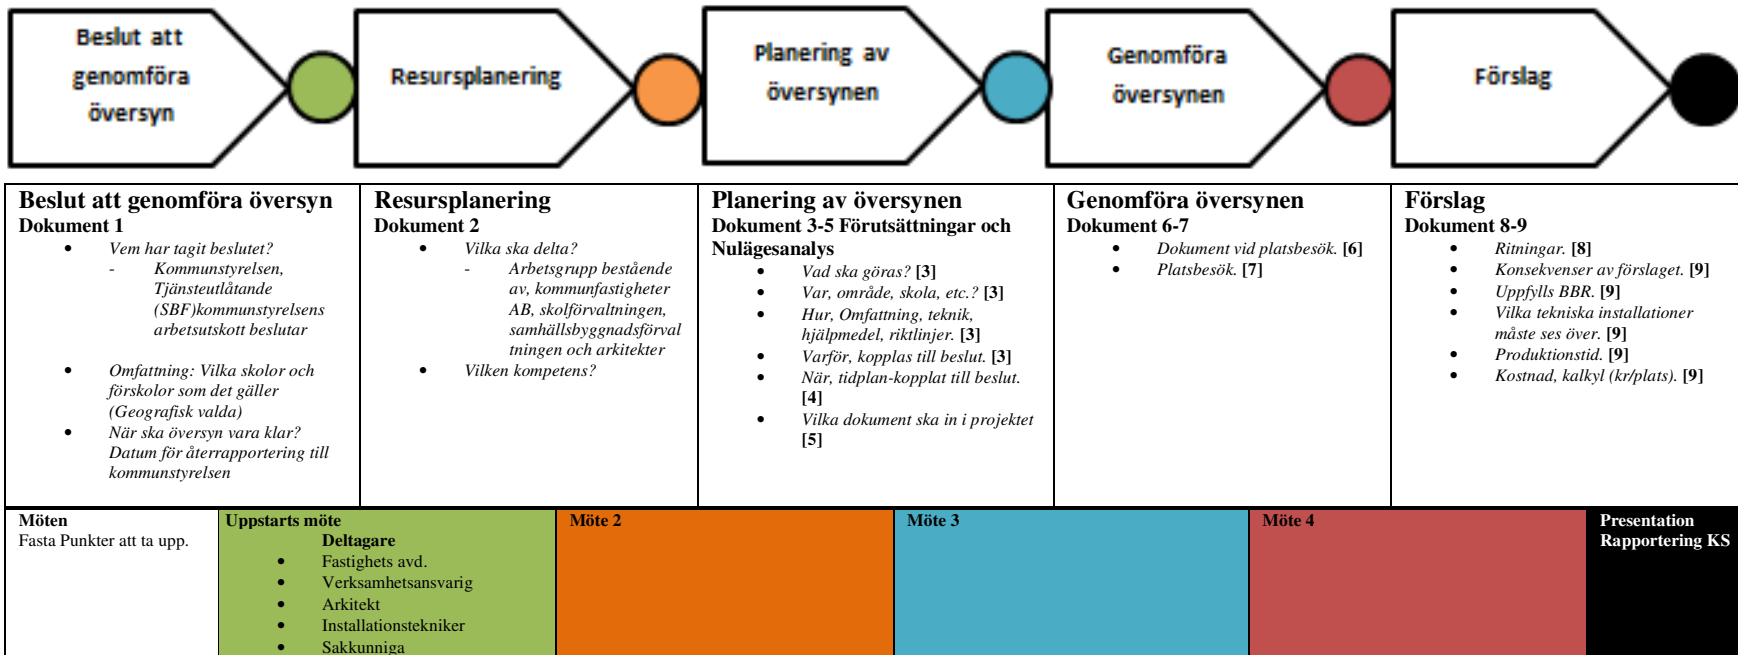 Beslut att
genomföra
översyn
Resursplanering
Planering av
översynen
Genomföra
översynen
Förslag
Beslut att genomföra översyn
Dokument 1
• Vem har tagit beslutet?
- Kommunstyrelsen,
Tjänsteutlåtande
(SBF)kommunstyrelsens
arbetsutskott beslutar
• Omfattning: Vilka skolor och
förskolor som det gäller
(Geografisk valda)
• När ska översyn vara klar?
Datum för återrapportering till
kommunstyrelsen
Resursplanering
Dokument 2
• Vilka ska delta?
- Arbetsgrupp bestående
av, kommunfastigheter
AB, skolförvaltningen,
samhällsbyggnadsförval
tningen och arkitekter
• Vilken kompetens?
Planering av översynen
Dokument 3-5 Förutsättningar och
Nulägesanalys
• Vad ska göras? [3]
• Var, område, skola, etc.? [3]
• Hur, Omfattning, teknik,
hjälpmedel, riktlinjer. [3]
• Varför, kopplas till beslut. [3]
• När, tidplan-kopplat till beslut.
[4]
• Vilka dokument ska in i projektet
[5]
Genomföra översynen
Dokument 6-7
• Dokument vid platsbesök. [6]
• Platsbesök. [7]
Förslag
Dokument 8-9
• Ritningar. [8]
• Konsekvenser av förslaget. [9]
• Uppfylls BBR. [9]
• Vilka tekniska installationer
måste ses över. [9]
• Produktionstid. [9]
• Kostnad, kalkyl (kr/plats). [9]
Möten
Fasta Punkter att ta upp.
Uppstarts möte
Deltagare
• Fastighets avd.
• Verksamhetsansvarig
• Arkitekt
• Installationstekniker
• Sakkunniga
Möte 2
Möte 3
Möte 4
Presentation
Rapportering KS